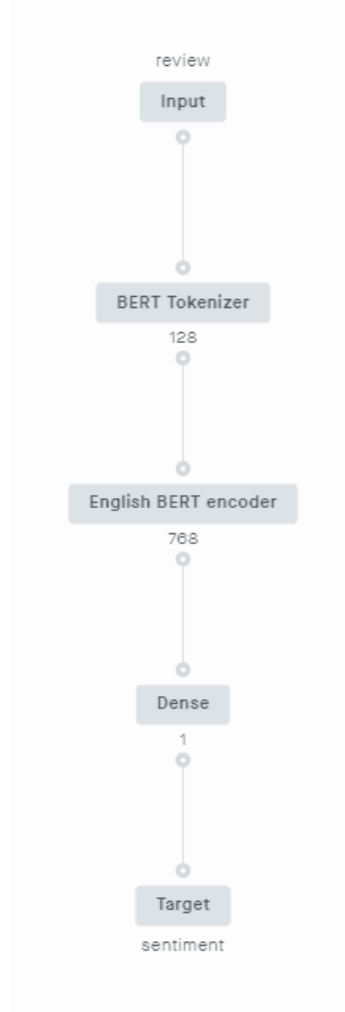 review
Input
BERT Tokenizer
128
English BERT encoder
768
Dense
1
Target
sentiment